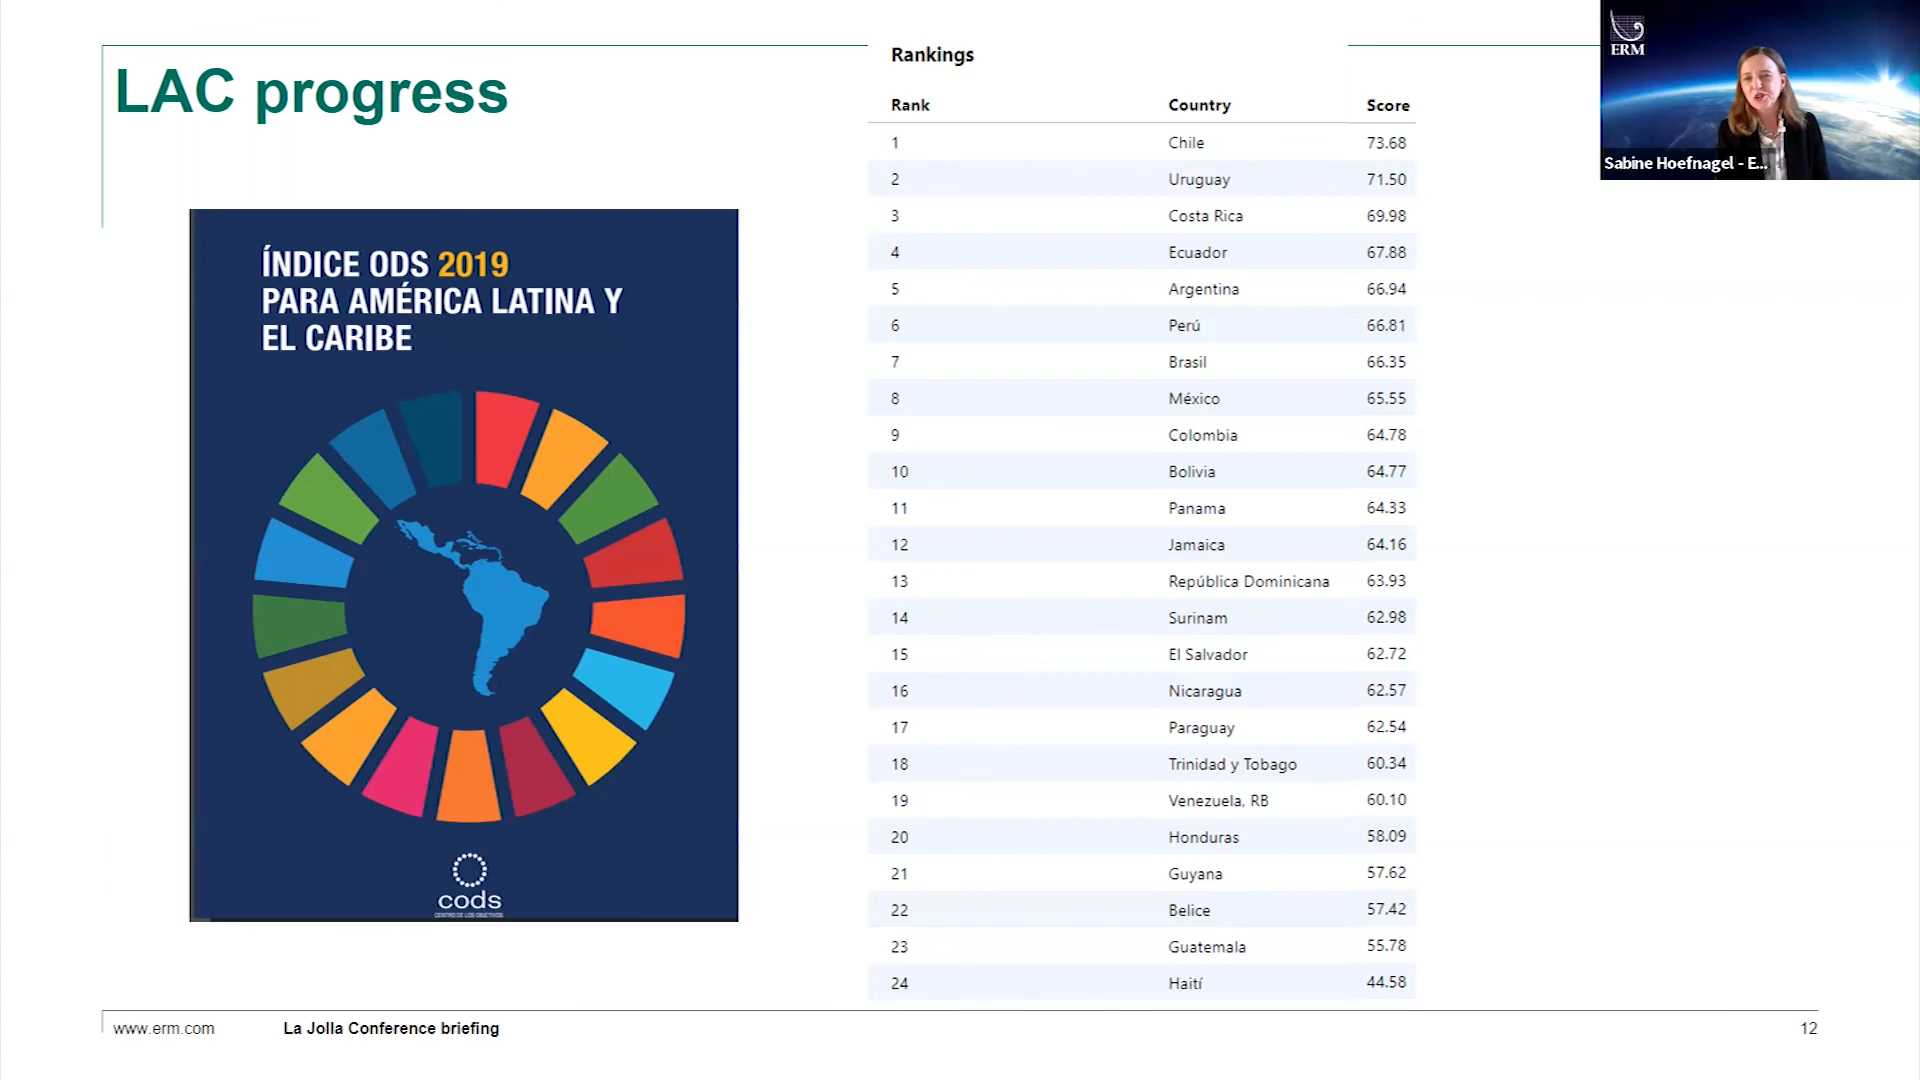 LAC progress
ÍNDICE ODS 2019
PARA AMÉRICA LATINA Y
EL CARIBE
cods
CENTRO DE LOS OBJETIVOS
Rankings
Rank Country Score
1 Chile 73.68
2 Uruguay 71.50
3 Costa Rica 69.98
4 Ecuador 67.88
5 Argentina 66.94
6 Perú 66.81
7 Brasil 66.35
8 México 65.55
9 Colombia 64.78
10 Bolivia 64.77
11 Panama 64.33
12 Jamaica 64.16
13 República Dominicana 63.93
14 Surinam 62.98
15 El Salvador 62.72
16 Nicaragua 62.57
17 Paraguay 62.54
18 Trinidad y Tobago 60.34
19 Venezuela, RB 60.10
20 Honduras 58.09
21 Guyana 57.62
22 Belice 57.42
23 Guatemala 55.78
24 Haití 44.58
ERM
Sabine Hoefnagel - E...
www.erm.com La Jolla Conference briefing 12